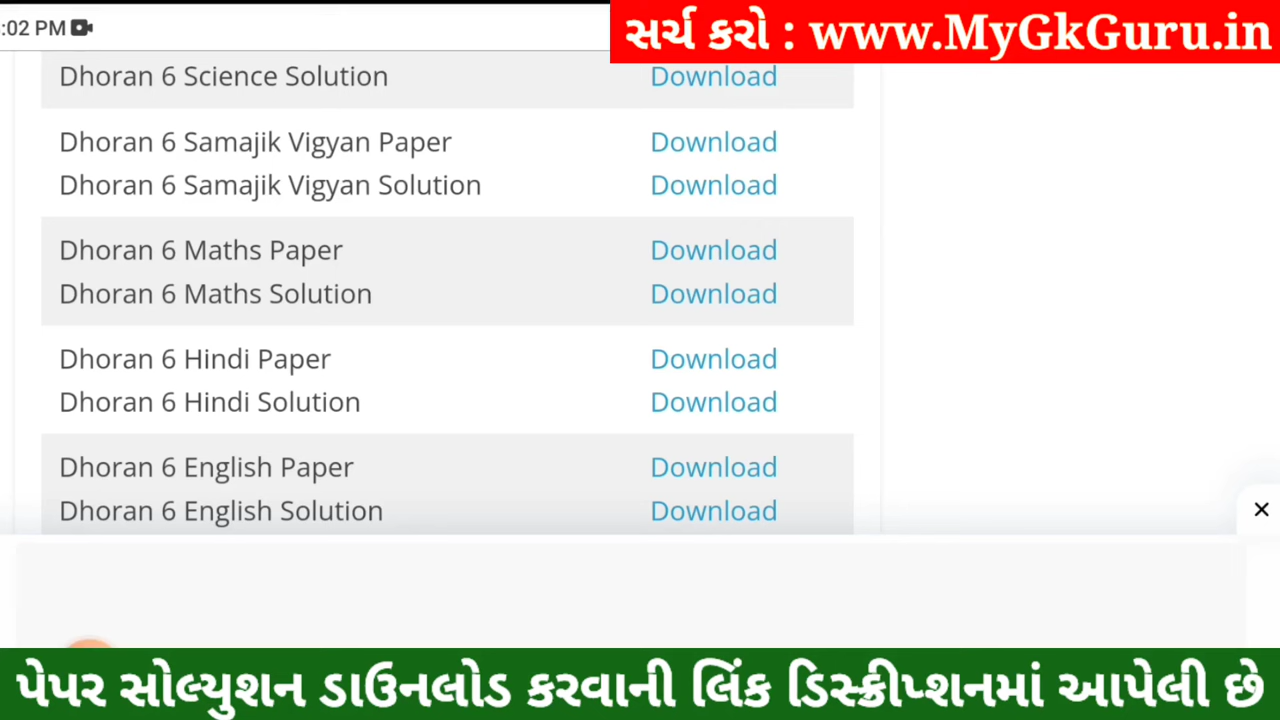 :02 PM
સર્ચ કરો : www.MyGkGuru.in
Dhoran 6 Science Solution Download
Dhoran 6 Samajik Vigyan Paper Download
Dhoran 6 Samajik Vigyan Solution Download
Dhoran 6 Maths Paper Download
Dhoran 6 Maths Solution Download
Dhoran 6 Hindi Paper Download
Dhoran 6 Hindi Solution Download
Dhoran 6 English Paper Download
Dhoran 6 English Solution Download
પેપર સોલ્યુશન ડાઉનલોડ કરવાની લિંક ડિસ્ક્રીપ્શનમાં આપેલી છે